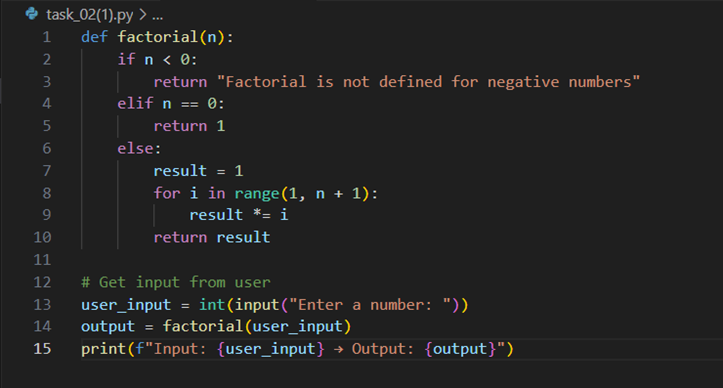 task_02(1).py > ...
1 def factorial(n):
2     if n < 0:
3         return "Factorial is not defined for negative numbers"
4     elif n == 0:
5         return 1
6     else:
7         result = 1
8         for i in range(1, n + 1):
9             result *= i
10         return result
11
12 # Get input from user
13 user_input = int(input("Enter a number: "))
14 output = factorial(user_input)
15 print(f"Input: {user_input} → Output: {output}")